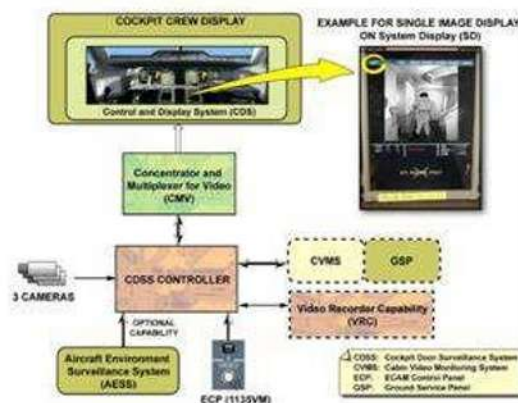 COCKPIT CREW DISPLAY
Control and Display System (CDS)
EXAMPLE FOR SINGLE IMAGE DISPLAY
ON System Display (SD)
Concentrator and
Multiplexer for Video
(CMV)
3 CAMERAS
CDSS CONTROLLER
CVMS
GSP
Video Recorder Capability
(VRC)
OPTIONAL
CAPABILITY
Aircraft Environment
Surveillance System
(AESS)
ECP (113SVM)
CDSS: Cockpit Door Surveillance System
CVMS: Cabin Video Monitoring System
ECP: ECAM Control Panel
GSP: Ground Service Panel